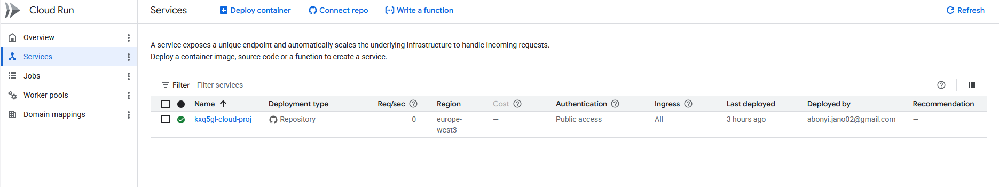 Cloud Run
Services
Deploy container
Connect repo
Write a function
Refresh
Overview
Services
Jobs
Worker pools
Domain mappings
A service exposes a unique endpoint and automatically scales the underlying infrastructure to handle incoming requests.
Deploy a container image, source code or a function to create a service.
Filter Filter services
Name Deployment type Req/sec Region Cost Authentication Ingress Last deployed Deployed by Recommendation
kxq5gl-cloud-proj Repository 0 europe- — Public access All 3 hours ago abonyi.jano02@gmail.com —
west3